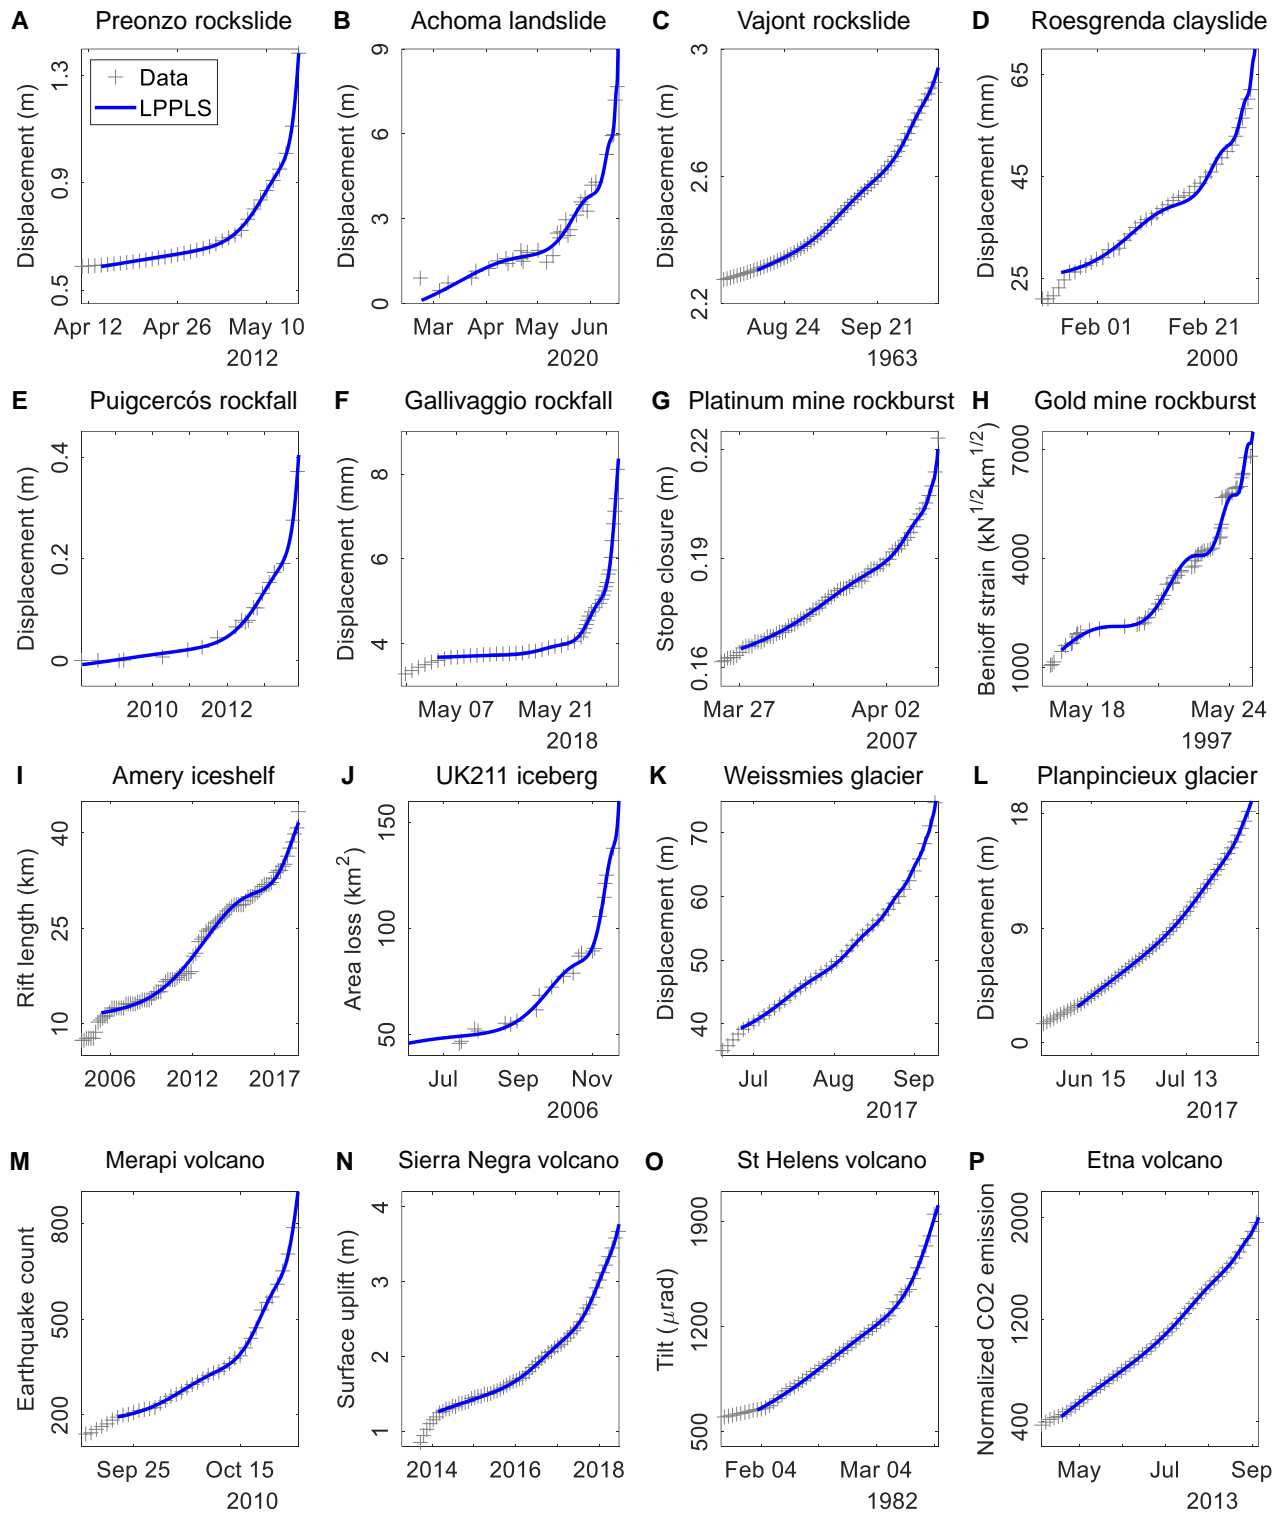 A Preonzo rockslide
Displacement (m)
1.3
0.9
0.5
Data
LPPLS
Apr 12 Apr 26 May 10
2012
B Achoma landslide
Displacement (m)
9
6
3
0
Mar Apr May Jun
2020
C Vajont rockslide
Displacement (m)
3
2.6
2.2
Aug 24 Sep 21
1963
D Roesgrenda clayslide
Displacement (mm)
65
45
25
Feb 01 Feb 21
2000
E Puigcercós rockfall
Displacement (m)
0.4
0.2
0
2010 2012
F Gallivaggio rockfall
Displacement (mm)
8
6
4
May 07 May 21
2018
G Platinum mine rockburst
Stope closure (m)
0.22
0.19
0.16
Mar 27 Apr 02
2007
H Gold mine rockburst
Benioff strain (kN^1/2km^1/2)
7000
4000
1000
May 18 May 24
1997
I Amery iceshelf
Rift length (km)
40
25
10
2006 2012 2017
J UK211 iceberg
Area loss (km²)
150
100
50
Jul Sep Nov
2006
K Weissmies glacier
Displacement (m)
70
60
50
40
Jul Aug Sep
2017
L Planpincieux glacier
Displacement (m)
18
9
0
Jun 15 Jul 13
2017
M Merapi volcano
Earthquake count
800
500
200
Sep 25 Oct 15
2010
N Sierra Negra volcano
Surface uplift (m)
4
3
2
1
2014 2016 2018
O St Helens volcano
Tilt (μrad)
1900
1200
500
Feb 04 Mar 04
1982
P Etna volcano
Normalized CO2 emission
2000
1200
400
May Jul Sep
2013